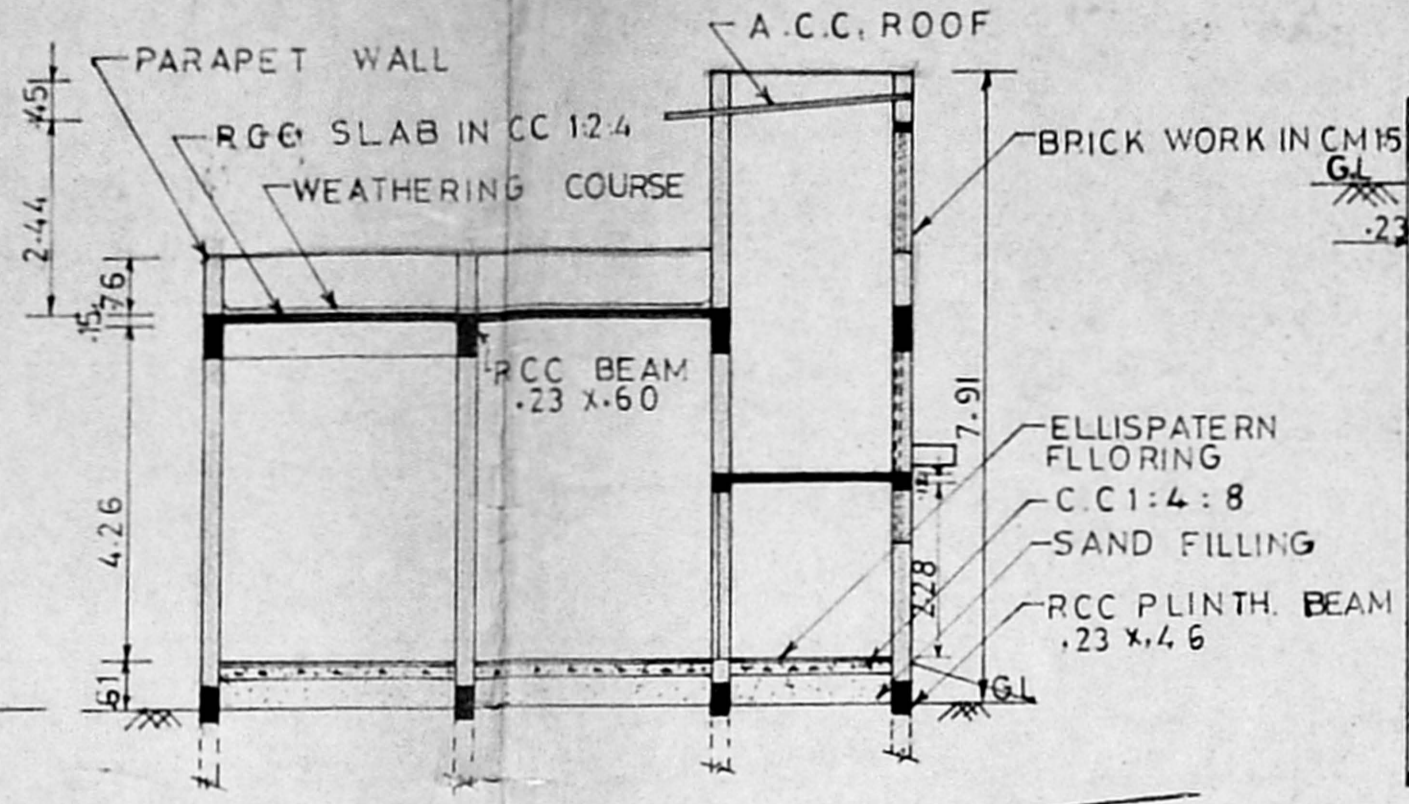 A.C.C. ROOF
PARAPET WALL
RCC SLAB IN CC 1:2:4
WEATHERING COURSE
BRICK WORK IN CM 1:5
G.L
.23
.45
2.44
.76
.15
4.26
.61
RCC BEAM
.23 X .60
7.91
2.28
ELLISPATERN
FLLORING
C.C 1:4:8
SAND FILLING
RCC PLINTH. BEAM
.23 X .46
G.L